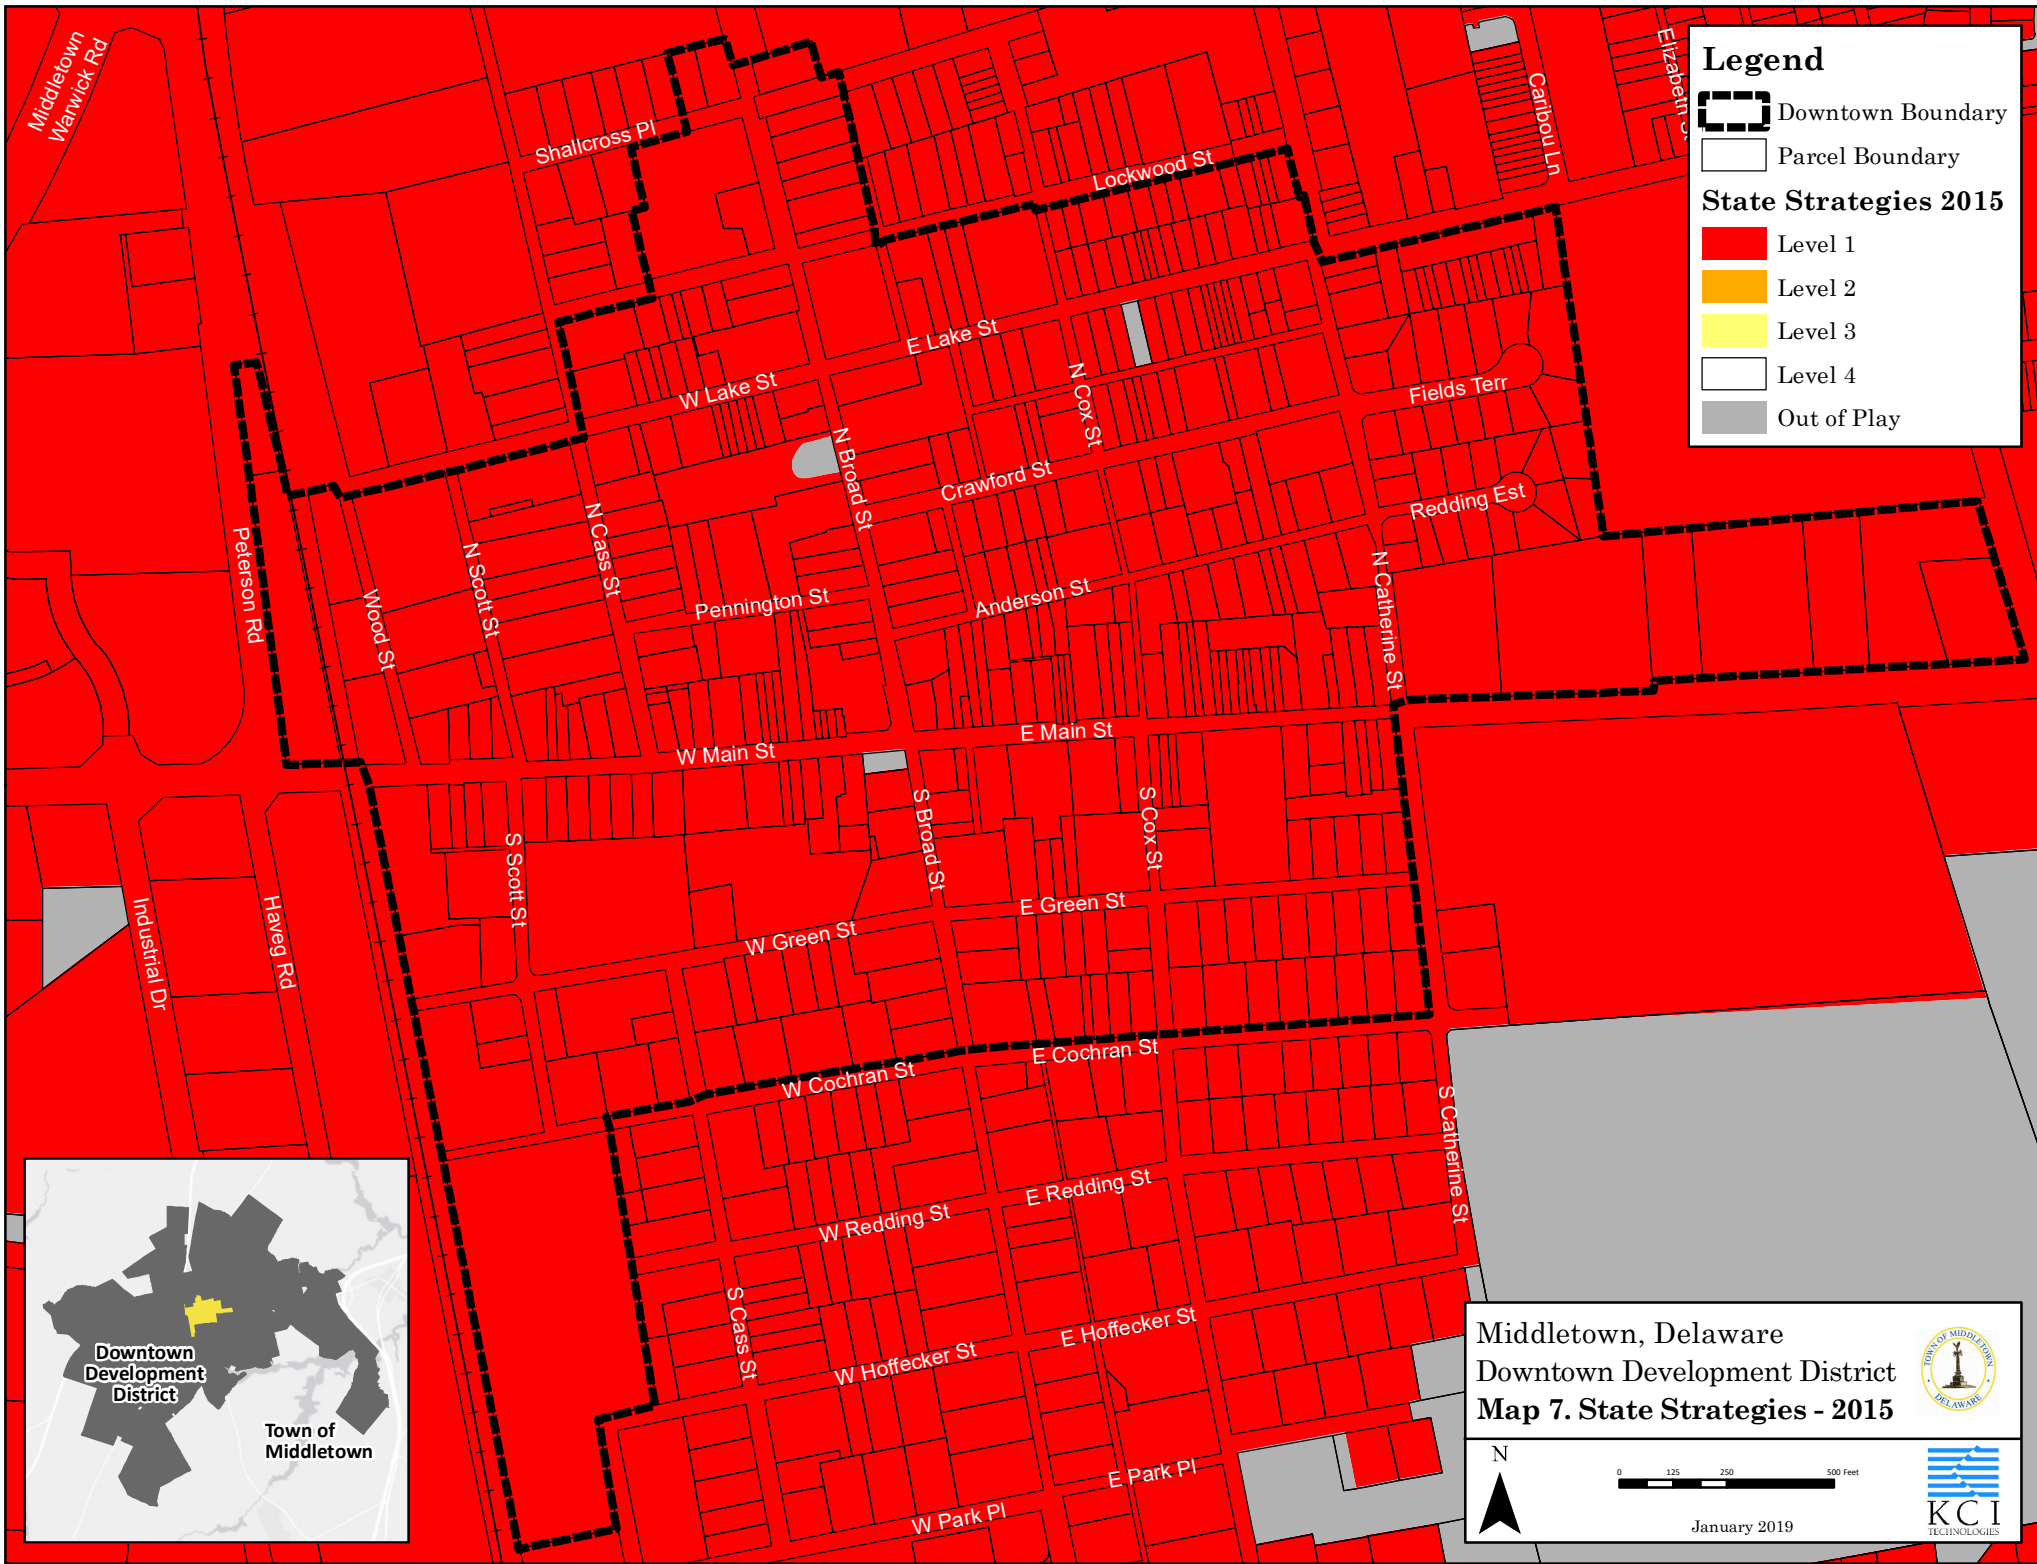 Middletown
Warwick Rd
Shallcross Pl
Lockwood St
Caribou Ln
Elizabeth St
E Lake St
W Lake St
N Cox St
Fields Terr
N Broad St
Crawford St
Redding Est
N Cass St
N Scott St
Peterson Rd
Wood St
Pennington St
Anderson St
N Catherine St
E Main St
W Main St
S Broad St
S Cox St
S Scott St
E Green St
W Green St
Industrial Dr
Haveg Rd
E Cochran St
W Cochran St
S Catherine St
E Redding St
W Redding St
S Cass St
E Hoffecker St
W Hoffecker St
E Park Pl
W Park Pl
Legend
Downtown Boundary
Parcel Boundary
State Strategies 2015
Level 1
Level 2
Level 3
Level 4
Out of Play
Downtown
Development
District
Town of
Middletown
Middletown, Delaware
Downtown Development District
Map 7. State Strategies - 2015
TOWN OF MIDDLETOWN
DELAWARE
N
0 125 250 500 Feet
January 2019
KCI
TECHNOLOGIES